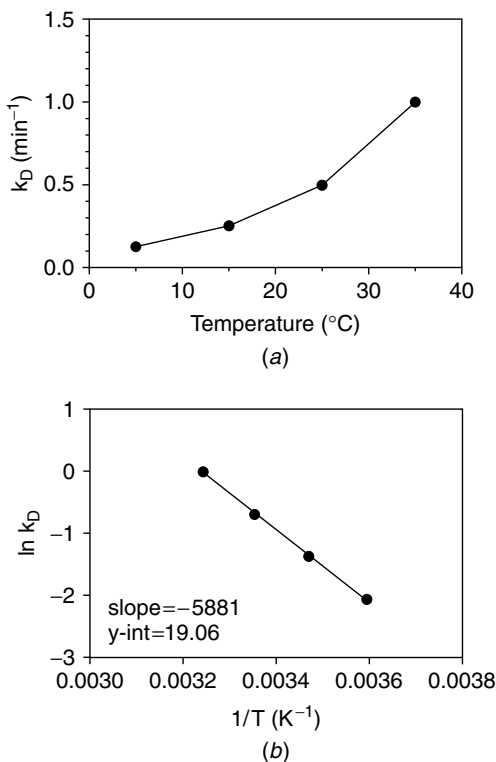 1.5
1.0
0.5
0.0
k_D (min⁻¹)
0 10 20 30 40
Temperature (°C)
(a)
1
0
−1
−2
−3
ln k_D
slope=−5881
y-int=19.06
0.0030 0.0032 0.0034 0.0036 0.0038
1/T (K⁻¹)
(b)